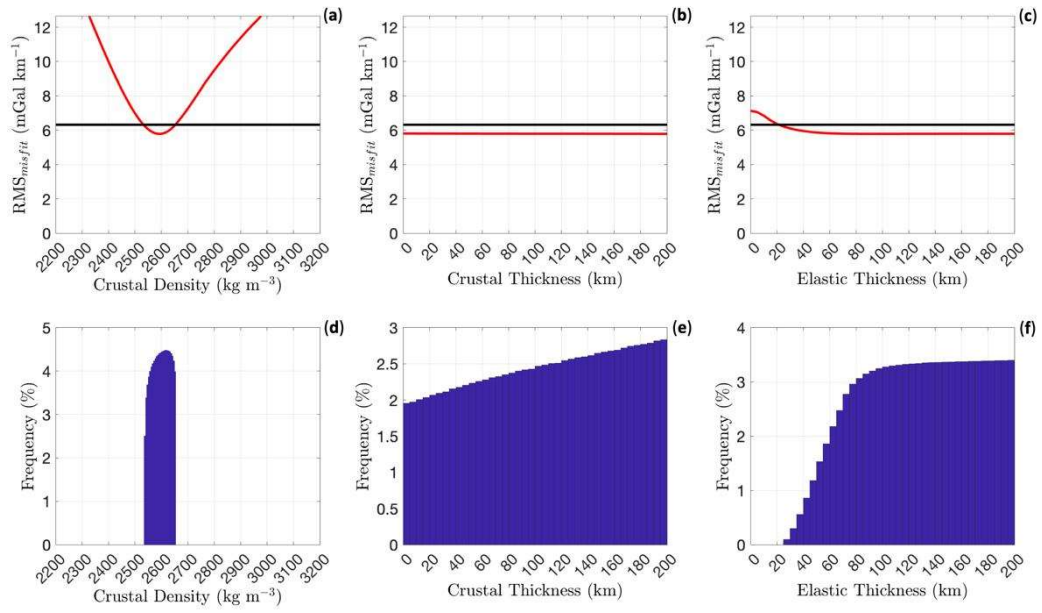 (a)
RMS_misfit (mGal km⁻¹)
12
10
8
6
4
2
0
2200 2300 2400 2500 2600 2700 2800 2900 3000 3100 3200
Crustal Density (kg m⁻³)
(b)
RMS_misfit (mGal km⁻¹)
12
10
8
6
4
2
0
0 20 40 60 80 100 120 140 160 180 200
Crustal Thickness (km)
(c)
RMS_misfit (mGal km⁻¹)
12
10
8
6
4
2
0
0 20 40 60 80 100 120 140 160 180 200
Elastic Thickness (km)
(d)
Frequency (%)
5
4
3
2
1
0
2200 2300 2400 2500 2600 2700 2800 2900 3000 3100 3200
Crustal Density (kg m⁻³)
(e)
Frequency (%)
3
2.5
2
1.5
1
0.5
0
0 20 40 60 80 100 120 140 160 180 200
Crustal Thickness (km)
(f)
Frequency (%)
4
3
2
1
0
0 20 40 60 80 100 120 140 160 180 200
Elastic Thickness (km)